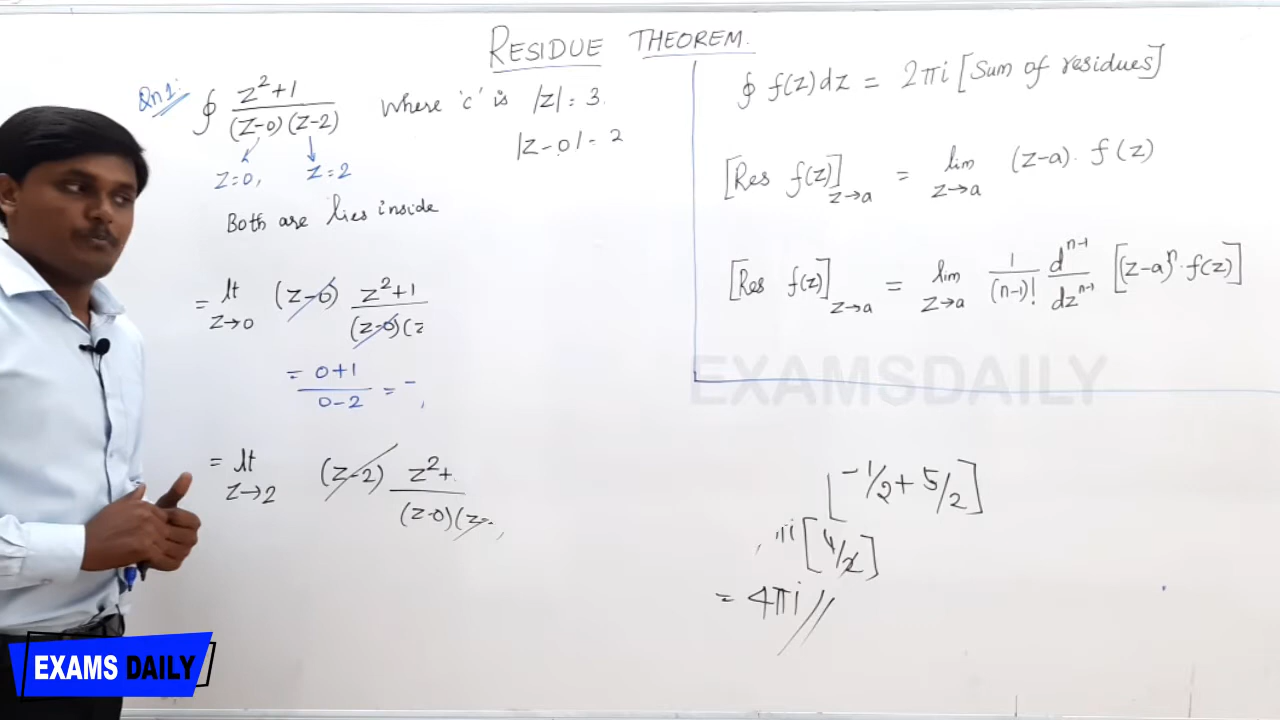 RESIDUE THEOREM.
Qn 1:
∮ z²+1 / (z-0)(z-2) where 'c' is |z| = 3.
|z-0| = 2
z=0, z=2
Both are lies inside
= lt z→0 (z-0) z²+1 / (z-0)(z
= 0+1 / 0-2 = -
= lt z→2 (z-2) z²+ / (z-0)(z-
∮ f(z)dz = 2πi [Sum of residues]
[Res f(z)] z→a = lim z→a (z-a). f(z)
[Res f(z)] z→a = lim z→a 1/(n-1)! dⁿ⁻¹/dzⁿ⁻¹ [(z-a)ⁿ. f(z)]
EXAMSDAILY
[-1/2 + 5/2]
πi [4/2]
= 4πi //
EXAMS DAILY